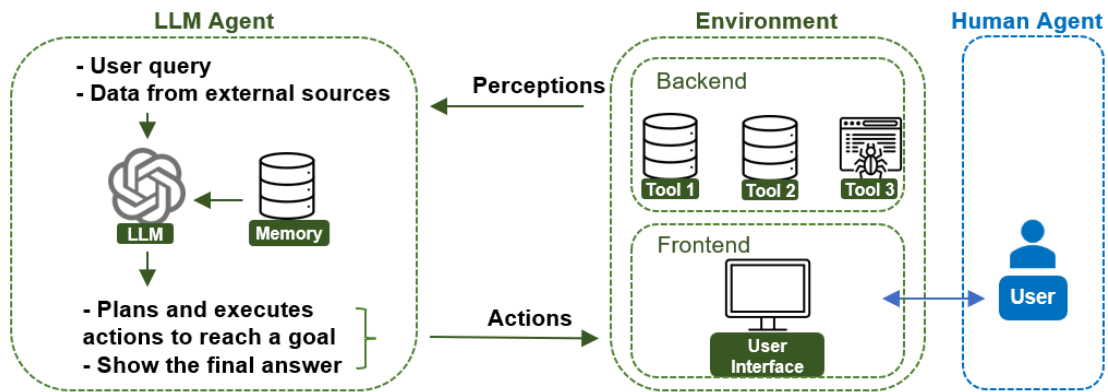 LLM Agent
- User query
- Data from external sources
LLM
Memory
- Plans and executes
actions to reach a goal
- Show the final answer
Perceptions
Actions
Environment
Backend
Tool 1
Tool 2
Tool 3
Frontend
User
Interface
Human Agent
User